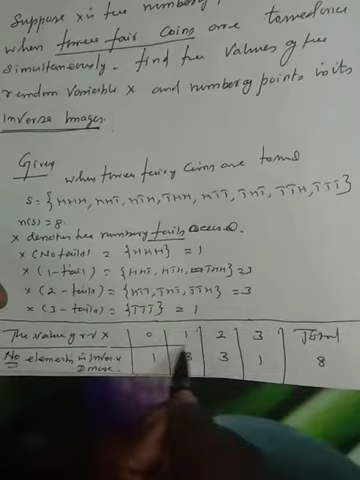 Suppose x is the number of
when three fair coins are tossed once
simultaneously. find the values of the
random variable X and number of points in its
Inverse Images.
Given when three fairy coins are tossed
S = {HHH, HHT, HTH, THH, HTT, THT, TTH, TTT}
n(s) = 8.
X denotes the number of tails
X (No tails) = {HHH} = 1
X (1-tail) = {HHT, HTH, THH} = 3
X (2-tails) = {HTT, THT, TTH} = 3
X (3-tails) = {TTT} = 1
The value of r.v X | 0 | 1 | 2 | 3 | Total
No elements in Inverse Image. | 1 | 3 | 3 | 1 | 8